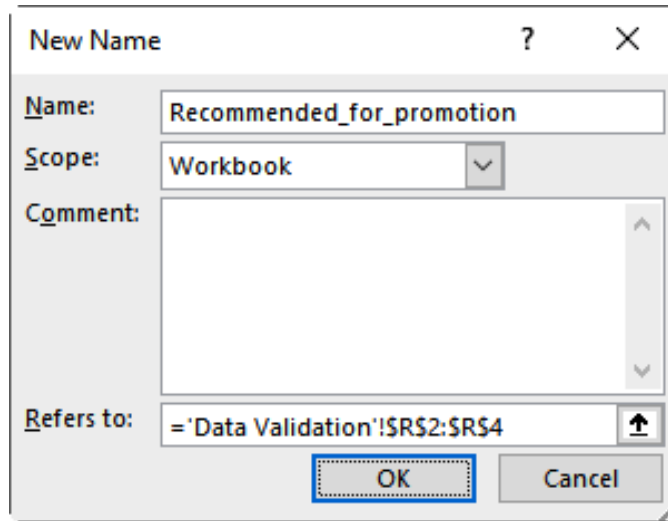 New Name ?
Name: Recommended_for_promotion
Scope: Workbook
Comment:
Refers to: ='Data Validation'!$R$2:$R$4
OK Cancel